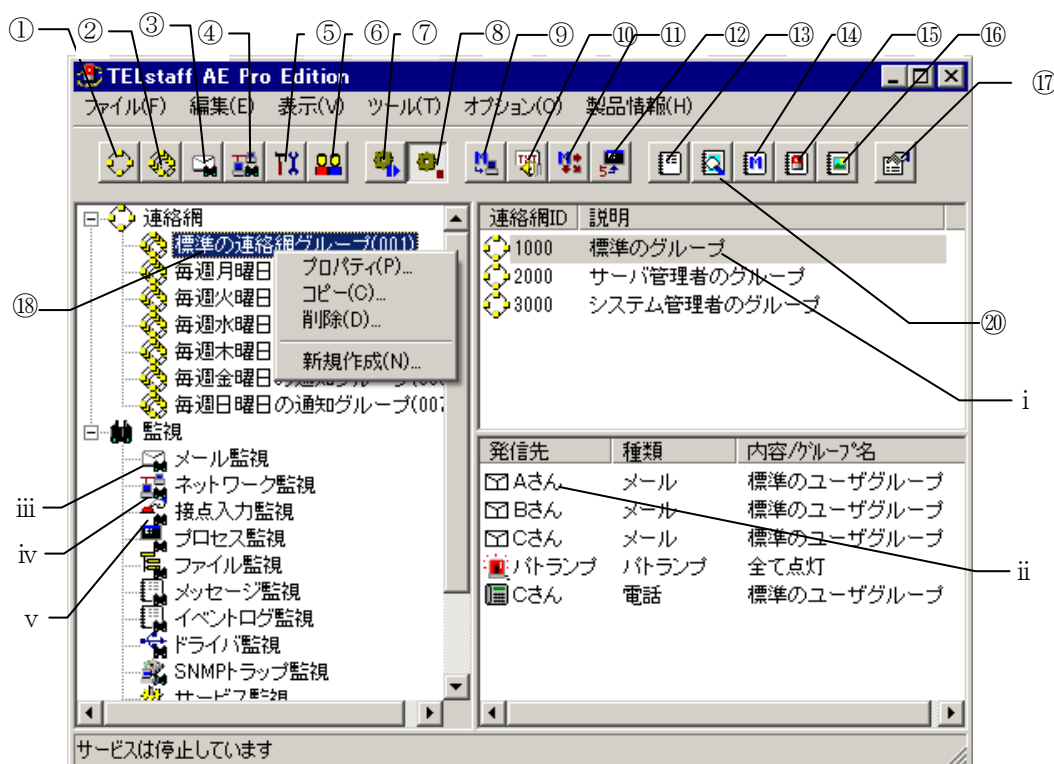 ① ② ③ ④ ⑤ ⑥ ⑦ ⑧ ⑨ ⑩ ⑪ ⑫ ⑬ ⑭ ⑮ ⑯ ⑰
TELstaff AE Pro Edition
ファイル(F) 編集(E) 表示(V) ツール(T) オプション(O) 製品情報(H)
連絡網
標準の連絡網グループ(001)
毎週月曜日
毎週火曜日
毎週水曜日
毎週木曜日
毎週金曜日の通知グループ(00
毎週日曜日の通知グループ(007
プロパティ(P)...
コピー(C)...
削除(D)...
新規作成(N)...
⑱
監視
メール監視
ネットワーク監視
接点入力監視
プロセス監視
ファイル監視
メッセージ監視
イベントログ監視
ドライバ監視
SNMPトラップ監視
サービス監視
iii
iv
v
連絡網ID 説明
1000 標準のグループ
2000 サーバ管理者のグループ
3000 システム管理者のグループ
⑳
i
発信先 種類 内容/グループ名
Aさん メール 標準のユーザグループ
Bさん メール 標準のユーザグループ
Cさん メール 標準のユーザグループ
パトランプ パトランプ 全て点灯
Cさん 電話 標準のユーザグループ
ii
サービスは停止しています